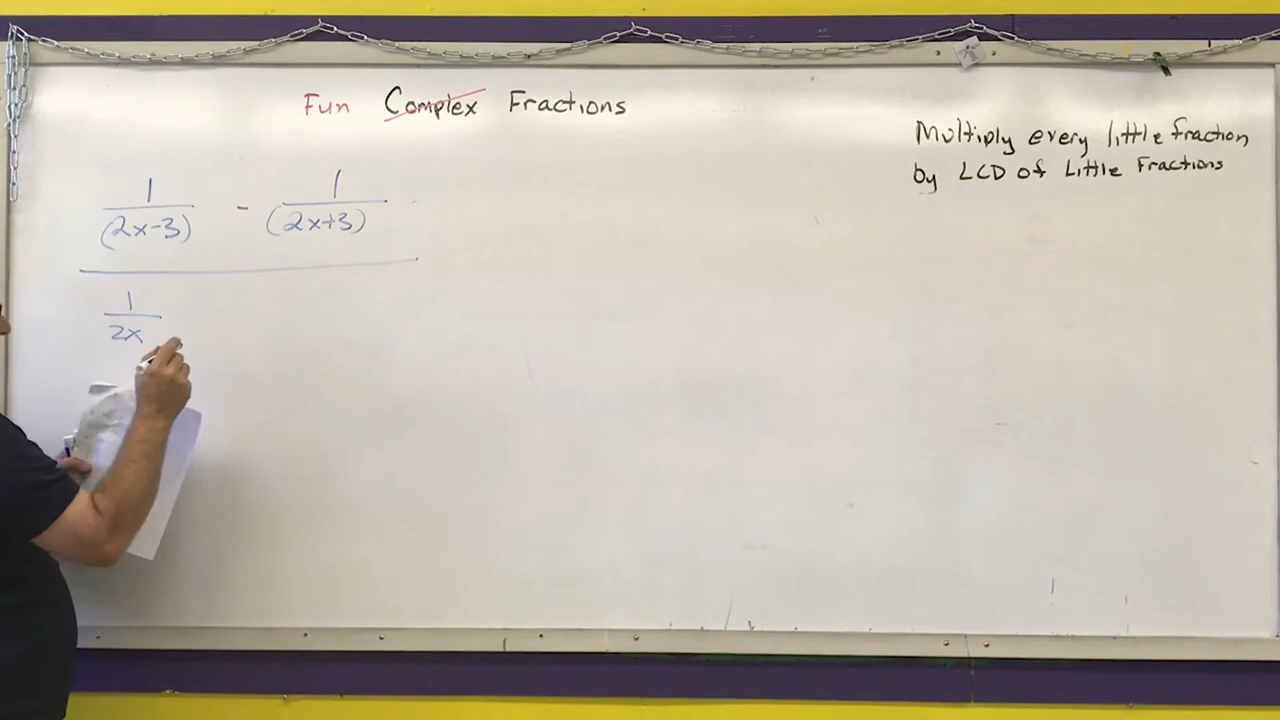 Fun Complex Fractions
Multiply every little fraction
by LCD of Little Fractions
1 1
(2x-3) - (2x+3)
1
2x